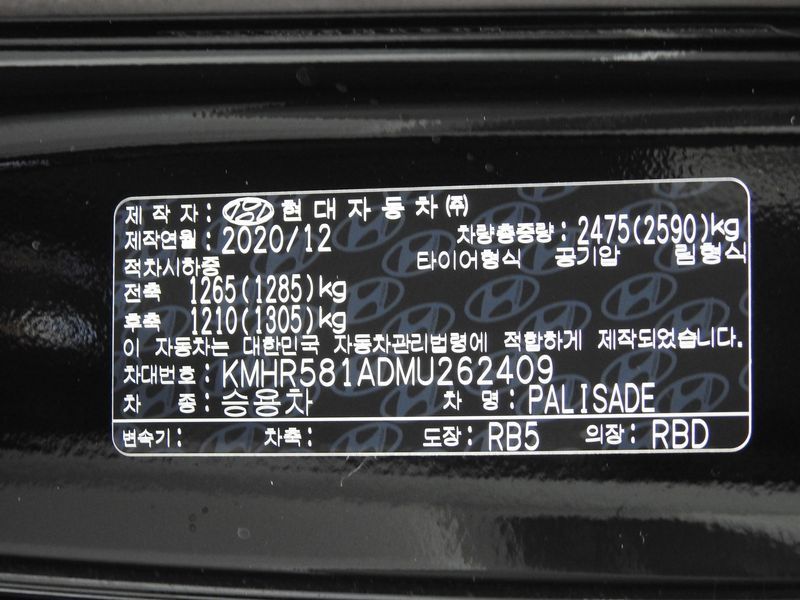 제 작 자 : 현대자동차㈜
제작연월 : 2020/12 차량총중량 : 2475(2590)kg
적차시하중 타이어형식 공기압 림형식
전축 1265(1285)kg
후축 1210(1305)kg
이 자동차는 대한민국 자동차관리법령에 적합하게 제작되었습니다.
차대번호 : KMHR581ADMU262409
차 종 : 승용차 차 명 : PALISADE
변속기 : 차축 : 도장 : RB5 의장 : RBD